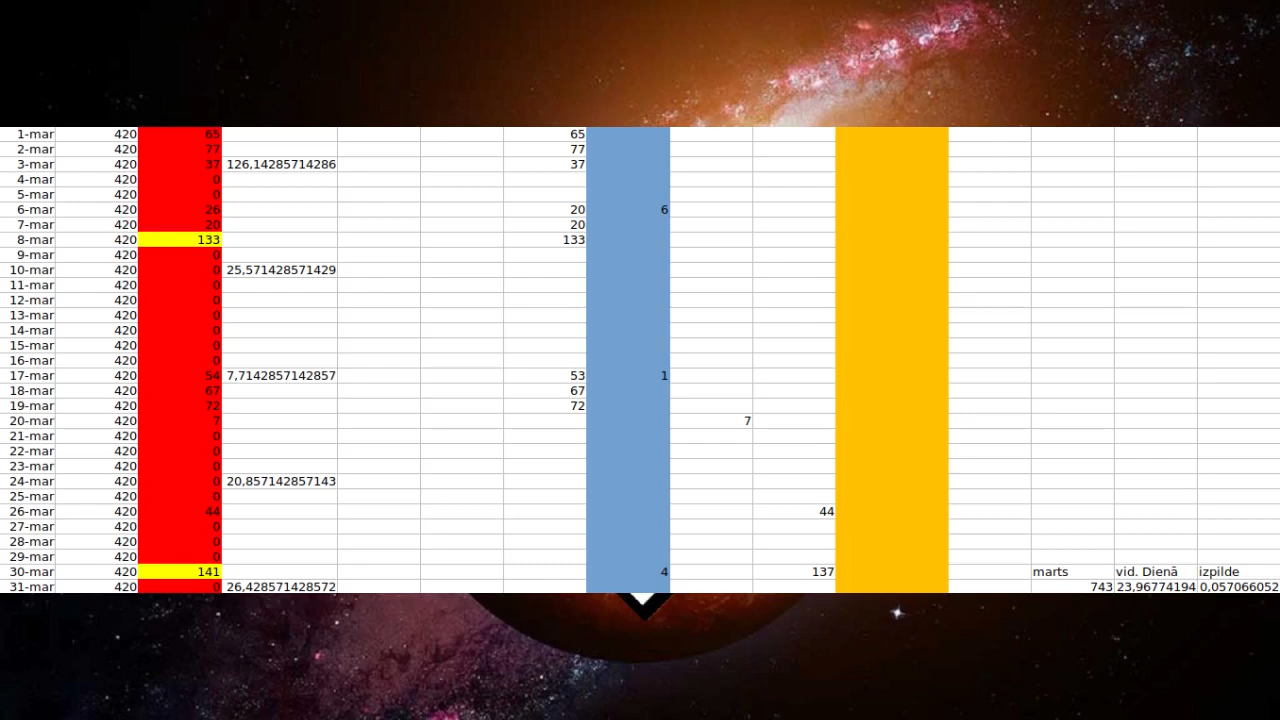 1-mar 420 65 65
2-mar 420 77 77
3-mar 420 37 126,14285714286 37
4-mar 420 0
5-mar 420 0
6-mar 420 26 20 6
7-mar 420 20 20
8-mar 420 133 133
9-mar 420 0
10-mar 420 0 25,571428571429
11-mar 420 0
12-mar 420 0
13-mar 420 0
14-mar 420 0
15-mar 420 0
16-mar 420 0
17-mar 420 54 7,7142857142857 53 1
18-mar 420 67 67
19-mar 420 72 72
20-mar 420 7 7
21-mar 420 0
22-mar 420 0
23-mar 420 0
24-mar 420 0 20,857142857143
25-mar 420 0
26-mar 420 44 44
27-mar 420 0
28-mar 420 0
29-mar 420 0
30-mar 420 141 4 137 marts vid. Dienā izpilde
31-mar 420 0 26,428571428572 743 23,96774194 0,057066052